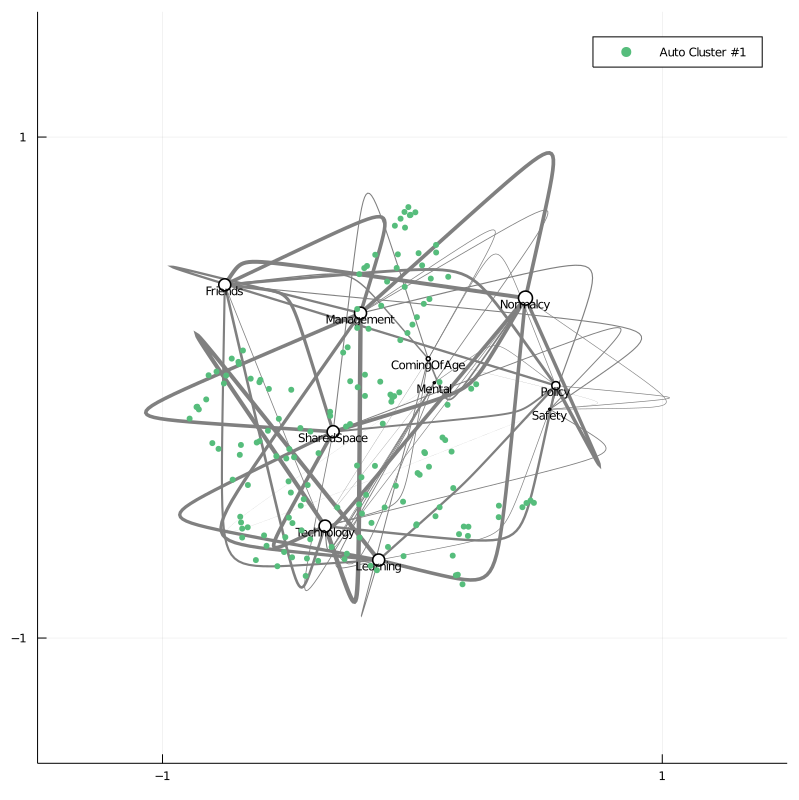 Auto Cluster #1
1
Friends
Normalcy
Management
ComingOfAge
Mental
Policy
Safety
SharedSpace
Technology
Learning
−1
−1
1